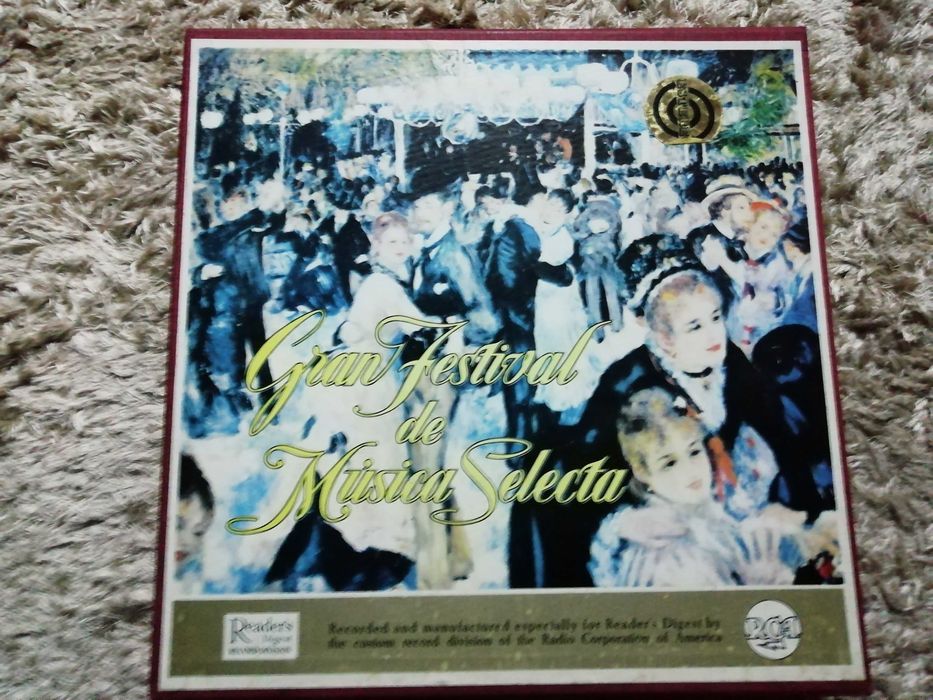 Gran Festival
de
Música Selecta
Reader's
Digest
Recorded and manufactured especially for Reader's Digest by
the custom record division of the Radio Corporation of America
RCA